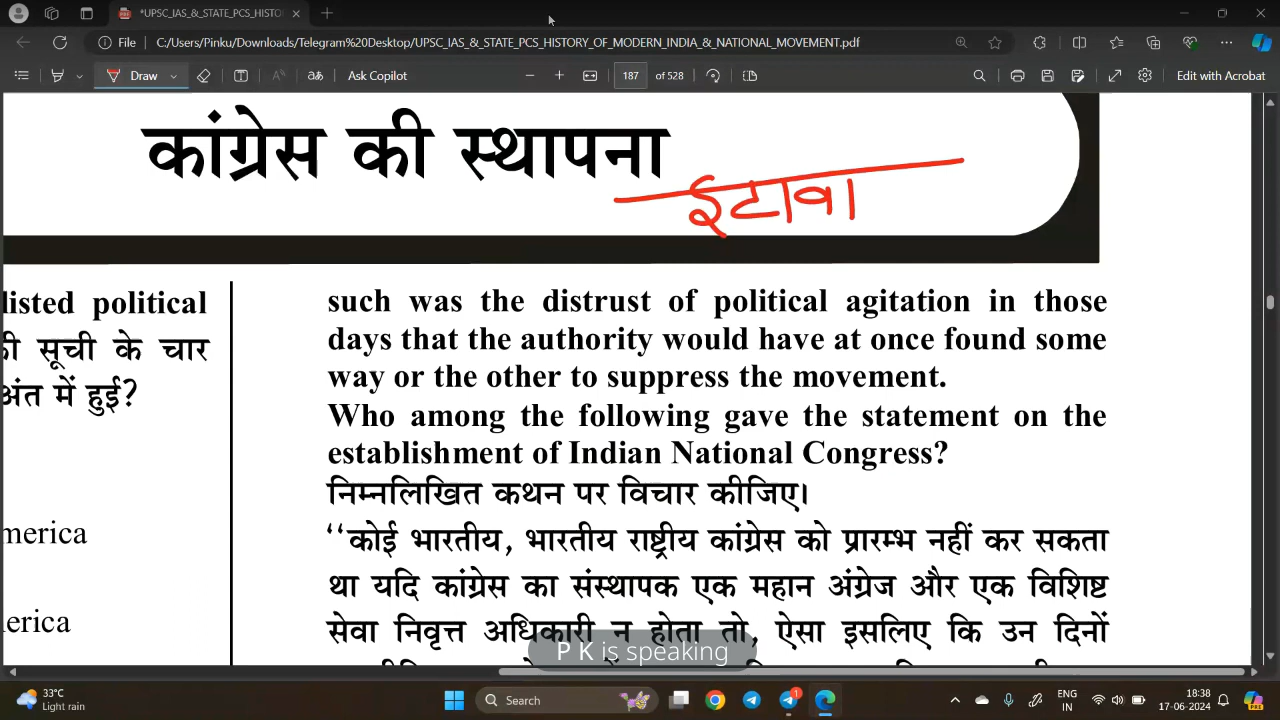 *UPSC_IAS_&_STATE_PCS_HISTO
File
C:/Users/Pinku/Downloads/Telegram%20Desktop/UPSC_IAS_&_STATE_PCS_HISTORY_OF_MODERN_INDIA_&_NATIONAL_MOVEMENT.pdf
Draw
Ask Copilot
187 of 528
Edit with Acrobat
कांग्रेस की स्थापना
इटावा
listed political
की सूची के चार
अंत में हुई?
merica
erica
such was the distrust of political agitation in those
days that the authority would have at once found some
way or the other to suppress the movement.
Who among the following gave the statement on the
establishment of Indian National Congress?
निम्नलिखित कथन पर विचार कीजिए।
‘‘कोई भारतीय, भारतीय राष्ट्रीय कांग्रेस को प्रारम्भ नहीं कर सकता
था यदि कांग्रेस का संस्थापक एक महान अंग्रेज और एक विशिष्ट
सेवा निवृत्त अधिकारी न होता तो, ऐसा इसलिए कि उन दिनों
P K is speaking
33°C
Light rain
Search
1
ENG
IN
18:38
17-06-2024